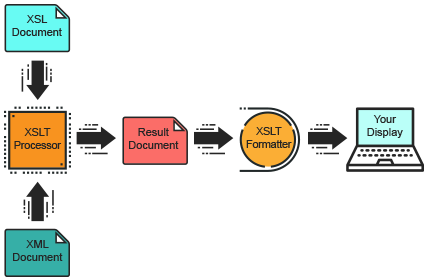 XSL
Document
XSLT
Processor
Result
Document
XSLT
Formatter
Your
Display
XML
Document